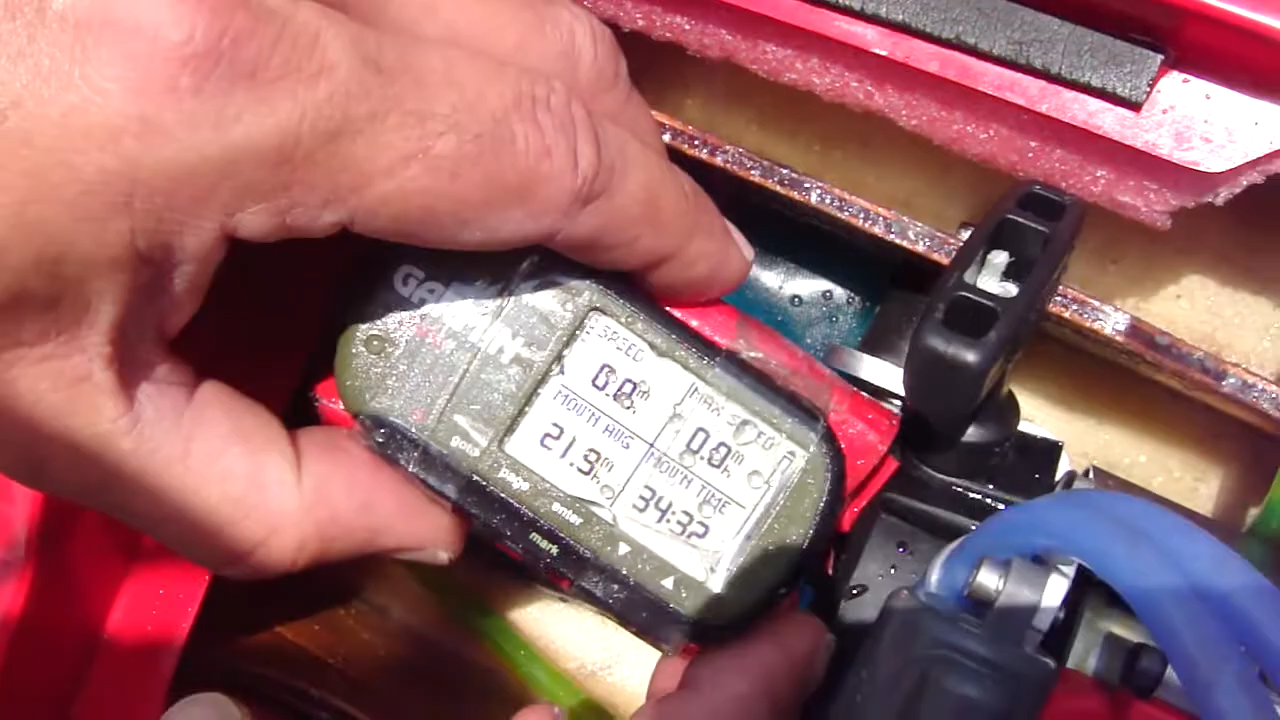 GARMIN
SPEED
0.0 m/h
MAX SPEED
0.0 m/h
MOV'N AVG
21.9 m/h
MOV'N TIME
34:32
goto
page
enter
mark